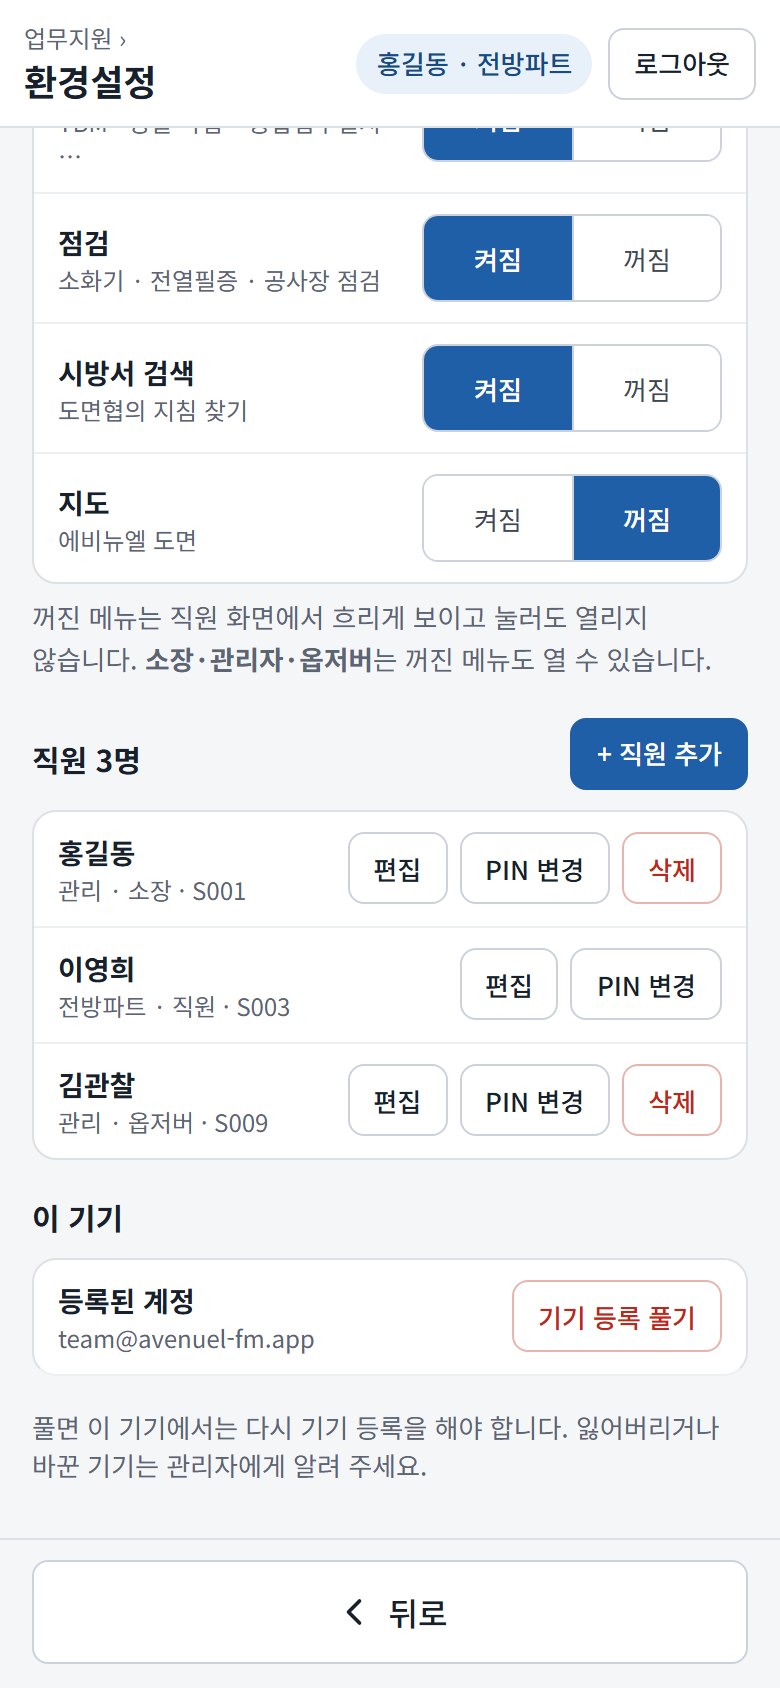 업무지원 ›
환경설정
홍길동 · 전방파트
로그아웃
…
점검
소화기 · 전열필증 · 공사장 점검
켜짐
꺼짐
시방서 검색
도면협의 지침 찾기
켜짐
꺼짐
지도
에비뉴엘 도면
켜짐
꺼짐
꺼진 메뉴는 직원 화면에서 흐리게 보이고 눌러도 열리지
않습니다. 소장·관리자·옵저버는 꺼진 메뉴도 열 수 있습니다.
직원 3명
+ 직원 추가
홍길동
관리 · 소장 · S001
편집
PIN 변경
삭제
이영희
전방파트 · 직원 · S003
편집
PIN 변경
김관찰
관리 · 옵저버 · S009
편집
PIN 변경
삭제
이 기기
등록된 계정
team@avenuel-fm.app
기기 등록 풀기
풀면 이 기기에서는 다시 기기 등록을 해야 합니다. 잃어버리거나
바꾼 기기는 관리자에게 알려 주세요.
뒤로